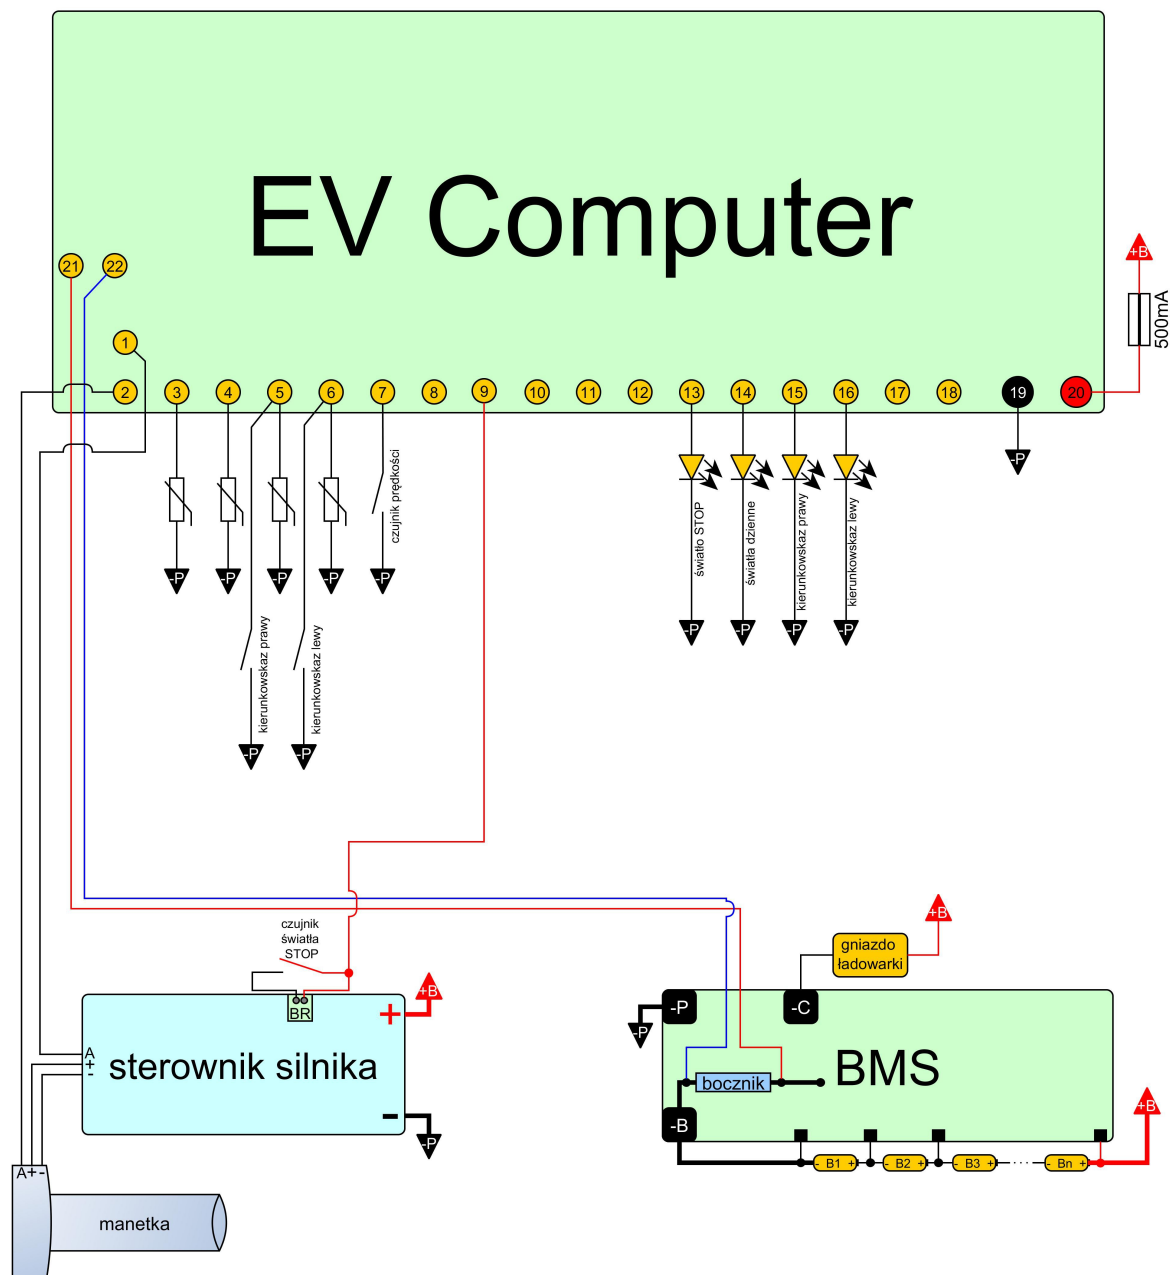 EV Computer
21
22
1
+B
500mA
2
3
4
5
6
7
8
9
10
11
12
13
14
15
16
17
18
19
20
-P
czujnik prędkości
światło STOP
światła dzienne
kierunkowskaz prawy
kierunkowskaz lewy
-P
-P
-P
-P
-P
-P
-P
-P
-P
kierunkowskaz prawy
kierunkowskaz lewy
-P
-P
czujnik
światła
STOP
+B
gniazdo
ładowarki
+B
BR
+
-P
-P
-C
A
+
-
sterownik silnika
bocznik
BMS
-
-P
-B
+B
- B1 +
- B2 +
- B3 +
- Bn +
A+-
manetka